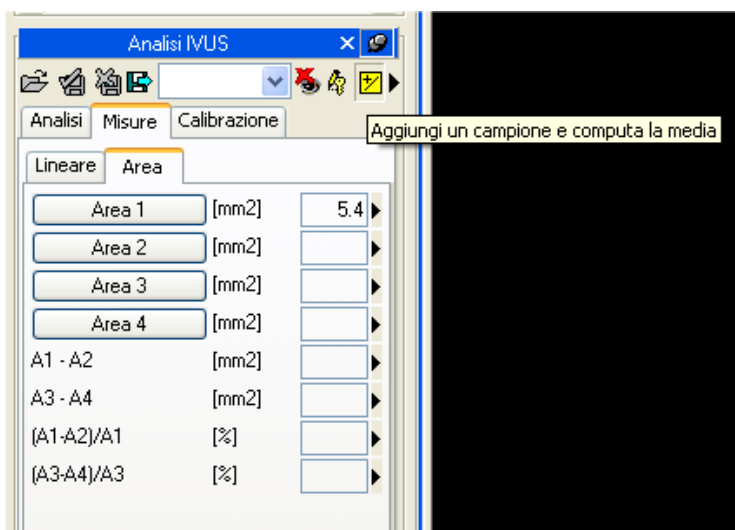 Analisi IVUS
Analisi Misure Calibrazione
Aggiungi un campione e computa la media
Lineare Area
Area 1 [mm2] 5.4
Area 2 [mm2]
Area 3 [mm2]
Area 4 [mm2]
A1 - A2 [mm2]
A3 - A4 [mm2]
(A1-A2)/A1 [%]
(A3-A4)/A3 [%]